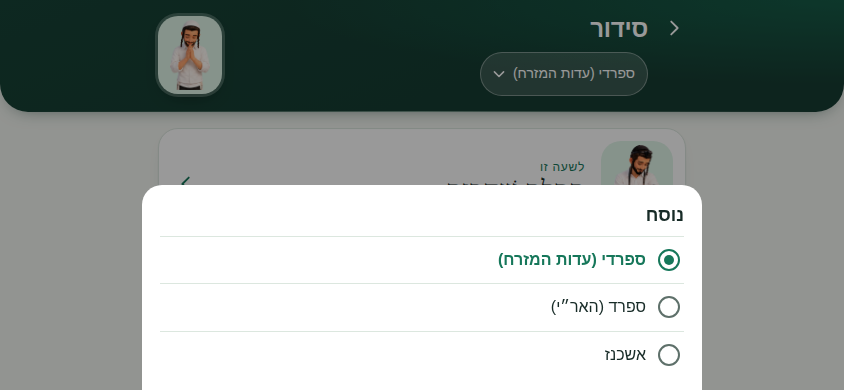 סידור
ספרדי (עדות המזרח)
לשעה זו
נוסח
ספרדי (עדות המזרח)
ספרד (האר״י)
אשכנז